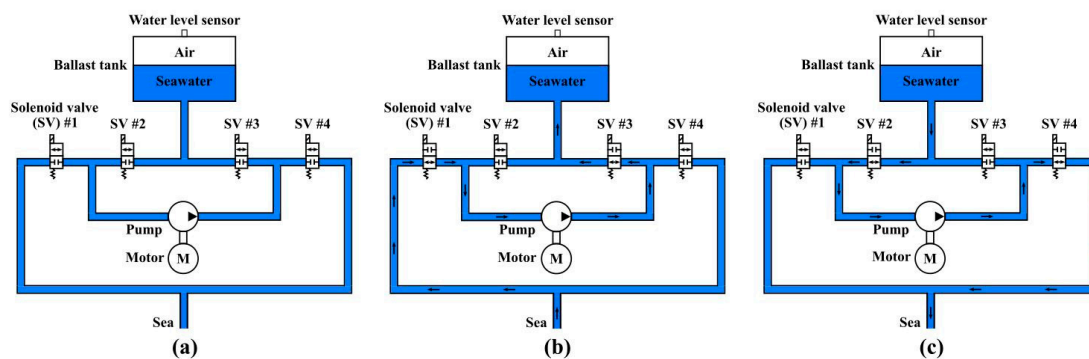 Water level sensor
Air
Ballast tank
Seawater
Solenoid valve
(SV) #1
SV #2
SV #3
SV #4
Pump
Motor
M
Sea
(a)
Water level sensor
Air
Ballast tank
Seawater
Solenoid valve
(SV) #1
SV #2
SV #3
SV #4
Pump
Motor
M
Sea
(b)
Water level sensor
Air
Ballast tank
Seawater
Solenoid valve
(SV) #1
SV #2
SV #3
SV #4
Pump
Motor
M
Sea
(c)